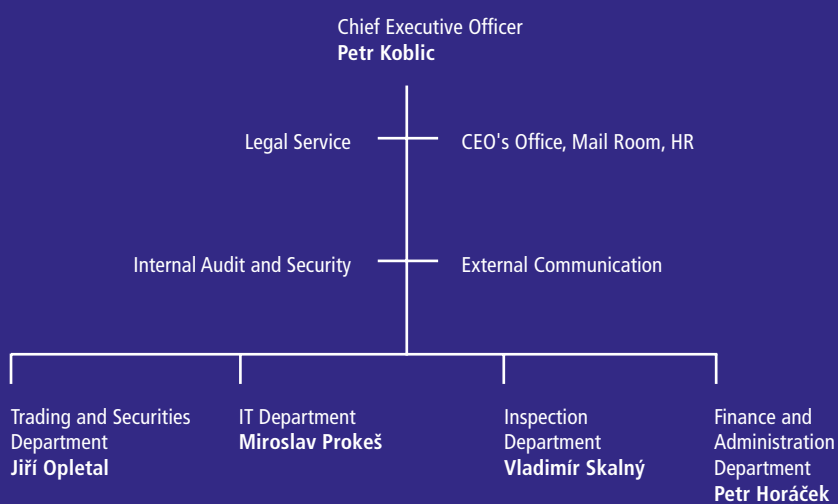 Chief Executive Officer
Petr Koblic
Legal Service
CEO's Office, Mail Room, HR
Internal Audit and Security
External Communication
Trading and Securities
Department
Jiří Opletal
IT Department
Miroslav Prokeš
Inspection
Department
Vladimír Skalný
Finance and
Administration
Department
Petr Horáček